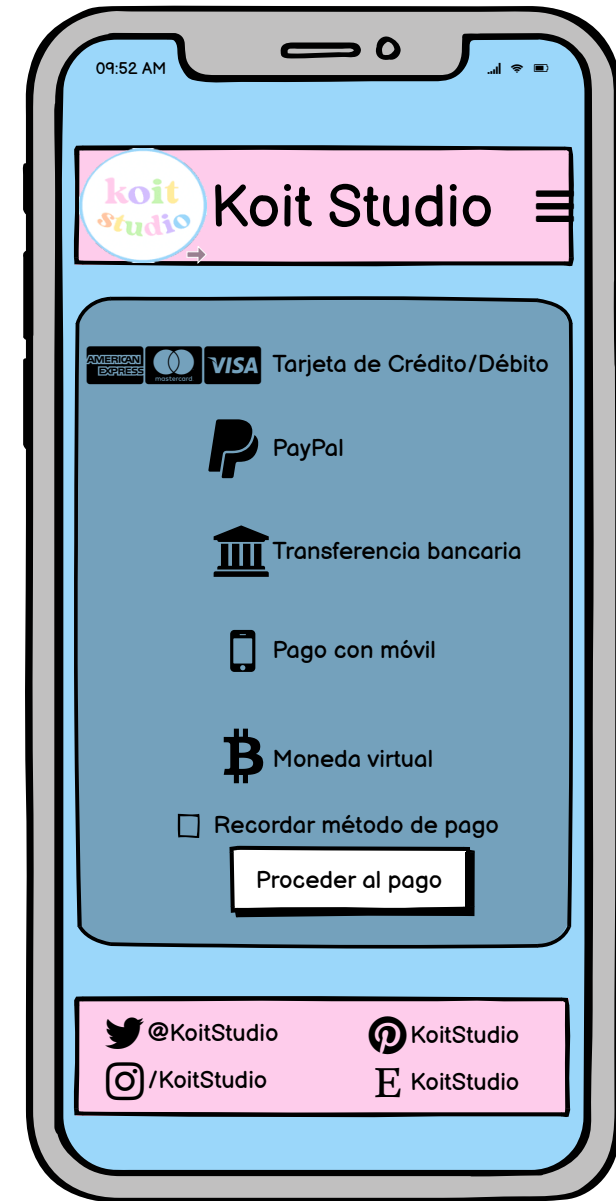 09:52 AM
koit
studio
Koit Studio
AMERICAN
EXPRESS
mastercard
VISA
Tarjeta de Crédito/Débito
PayPal
Transferencia bancaria
Pago con móvil
Moneda virtual
Recordar método de pago
Proceder al pago
@KoitStudio
KoitStudio
/KoitStudio
E KoitStudio